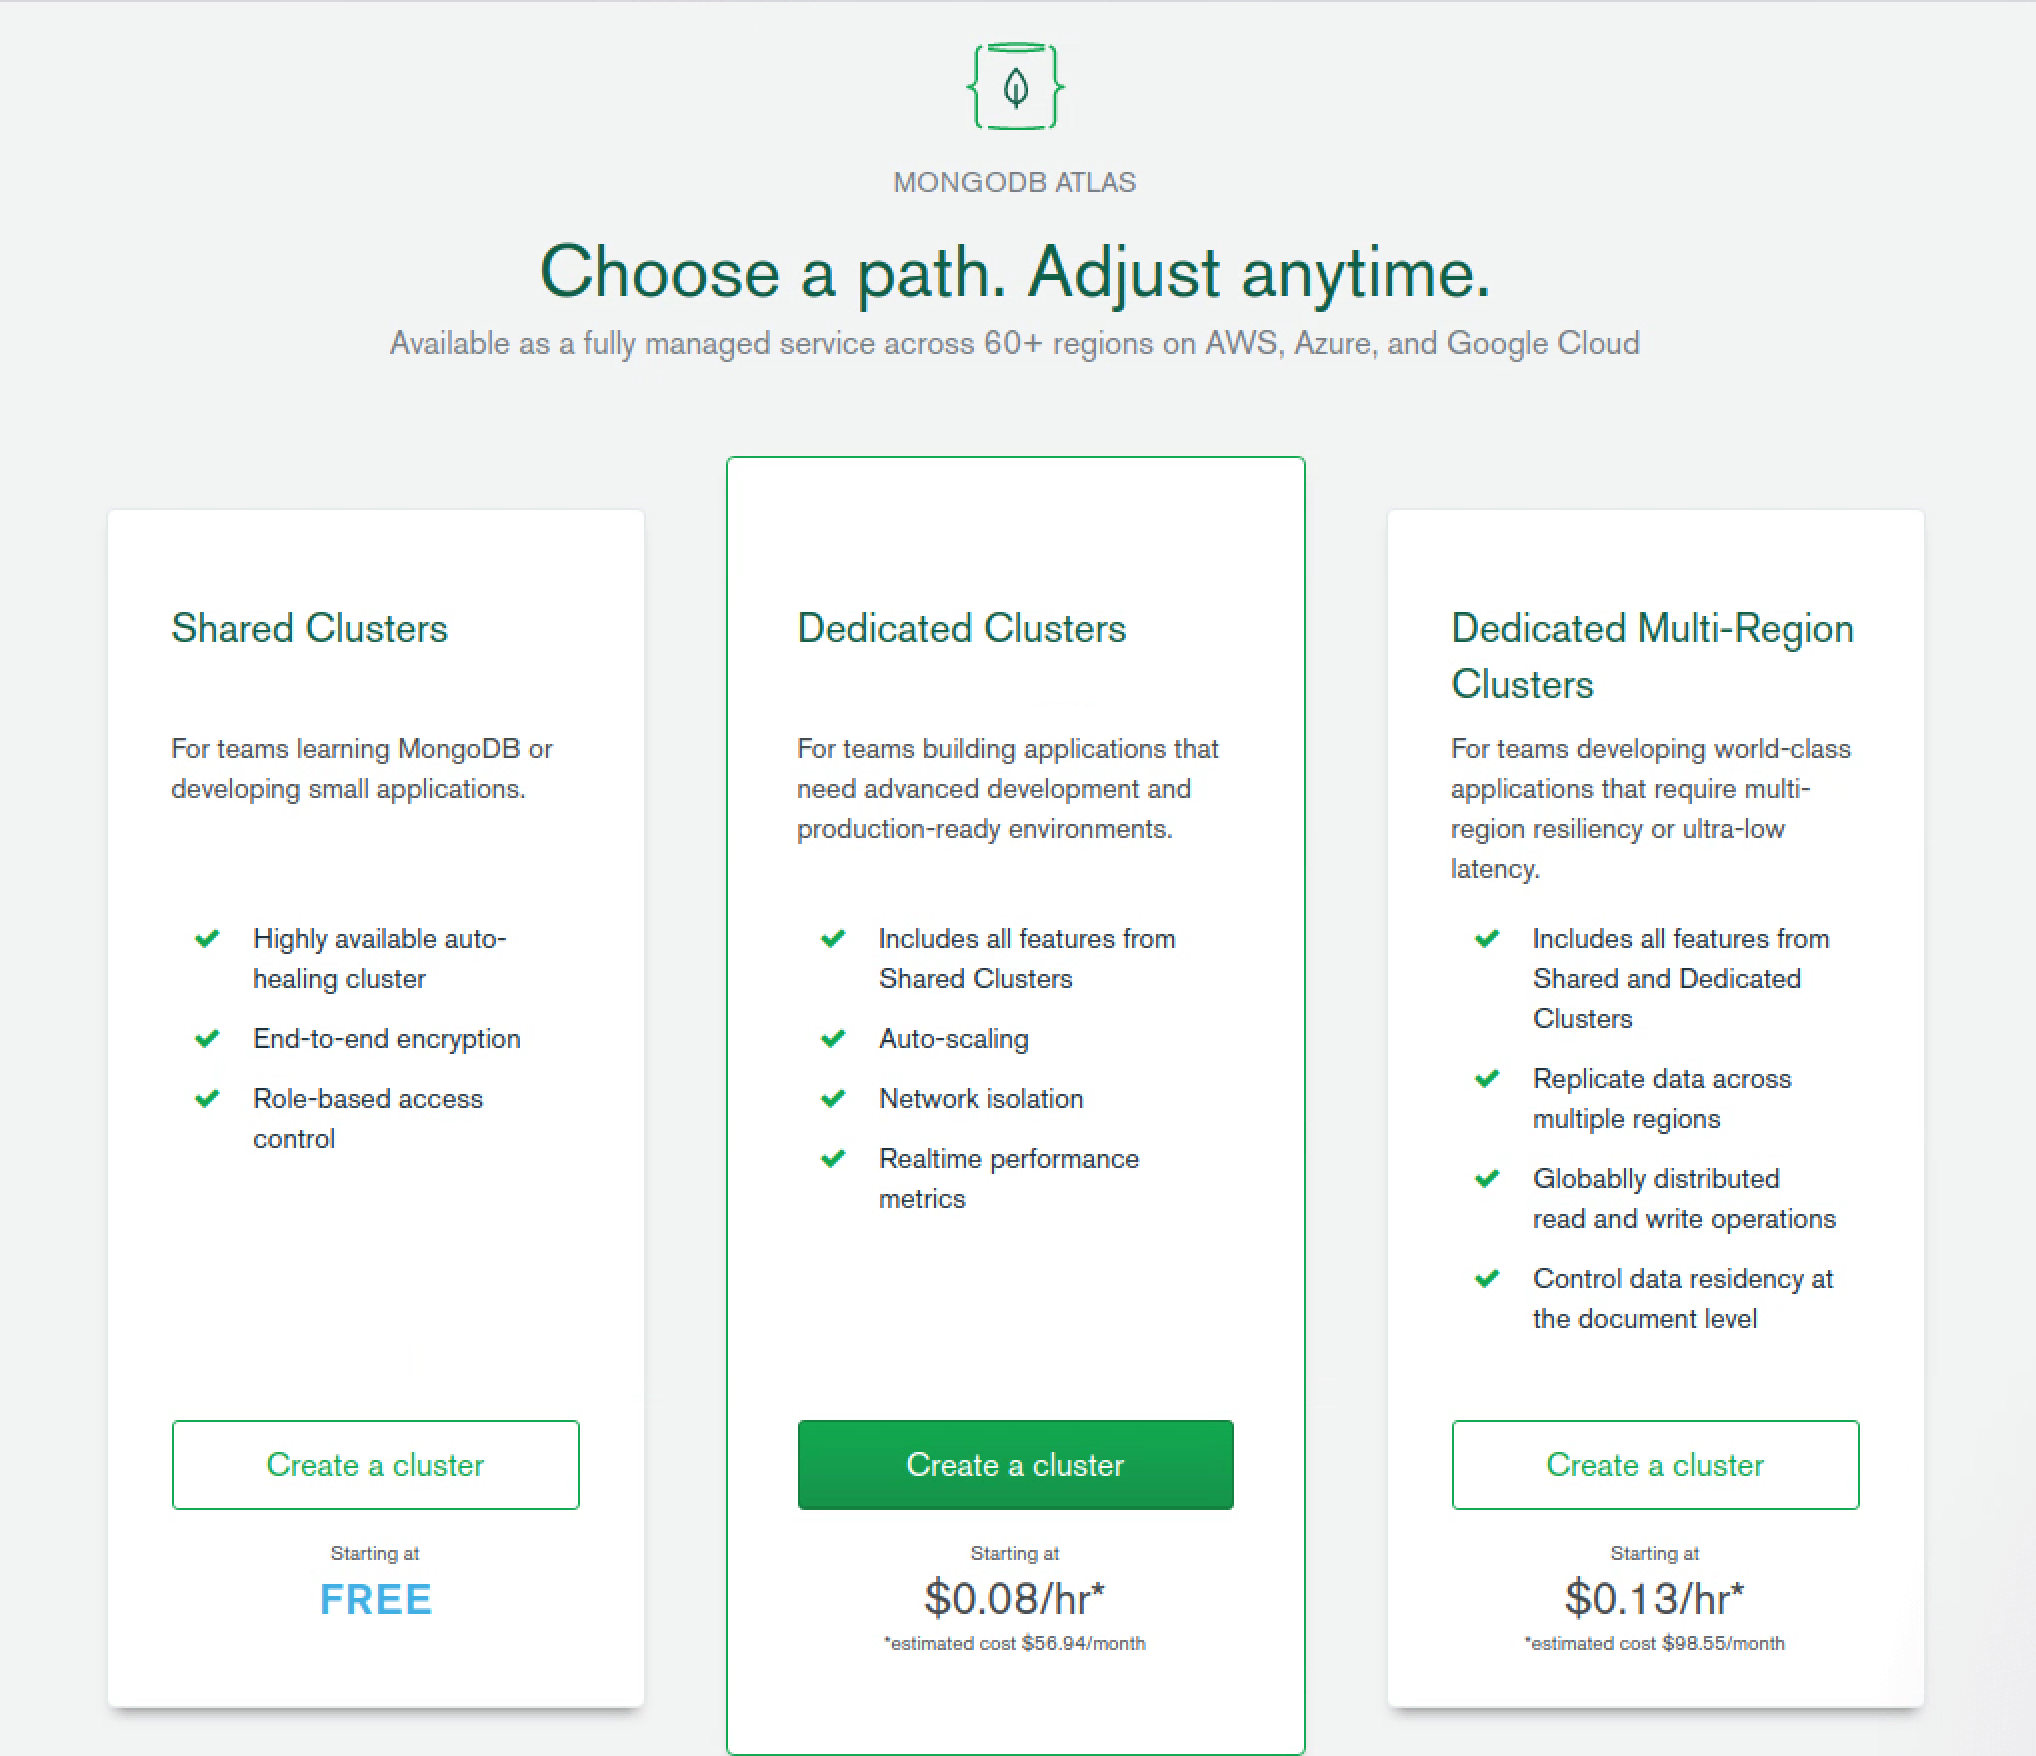 MONGODB ATLAS
Choose a path. Adjust anytime.
Available as a fully managed service across 60+ regions on AWS, Azure, and Google Cloud
Shared Clusters
For teams learning MongoDB or
developing small applications.
Highly available auto-
healing cluster
End-to-end encryption
Role-based access
control
Create a cluster
Starting at
FREE
Dedicated Clusters
For teams building applications that
need advanced development and
production-ready environments.
Includes all features from
Shared Clusters
Auto-scaling
Network isolation
Realtime performance
metrics
Create a cluster
Starting at
$0.08/hr*
*estimated cost $56.94/month
Dedicated Multi-Region
Clusters
For teams developing world-class
applications that require multi-
region resiliency or ultra-low
latency.
Includes all features from
Shared and Dedicated
Clusters
Replicate data across
multiple regions
Globablly distributed
read and write operations
Control data residency at
the document level
Create a cluster
Starting at
$0.13/hr*
*estimated cost $98.55/month